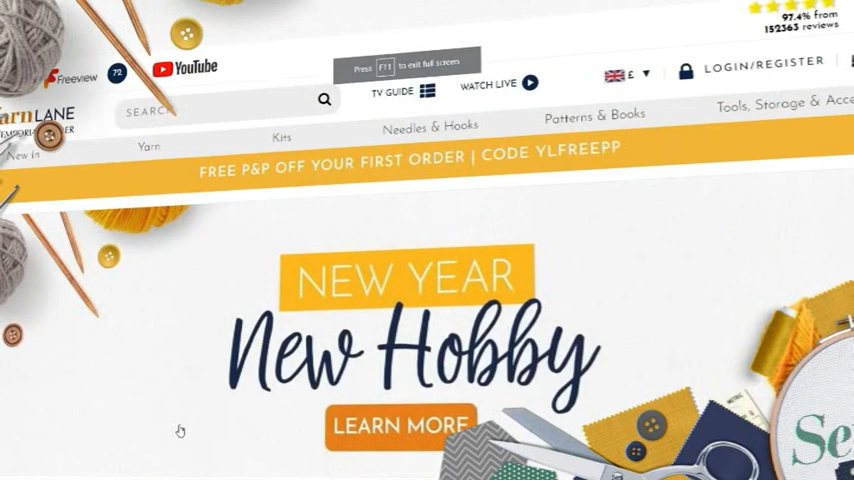 97.4% from
152363 reviews
Freeview
72
YouTube
Press F11 to exit full screen
TV GUIDE
WATCH LIVE
£
LOGIN/REGISTER
LANE
SEARCH
New In
Yarn
Kits
Needles & Hooks
Patterns & Books
Tools, Storage & Acce
FREE P&P OFF YOUR FIRST ORDER | CODE YLFREEPP
NEW YEAR
New Hobby
LEARN MORE
Se